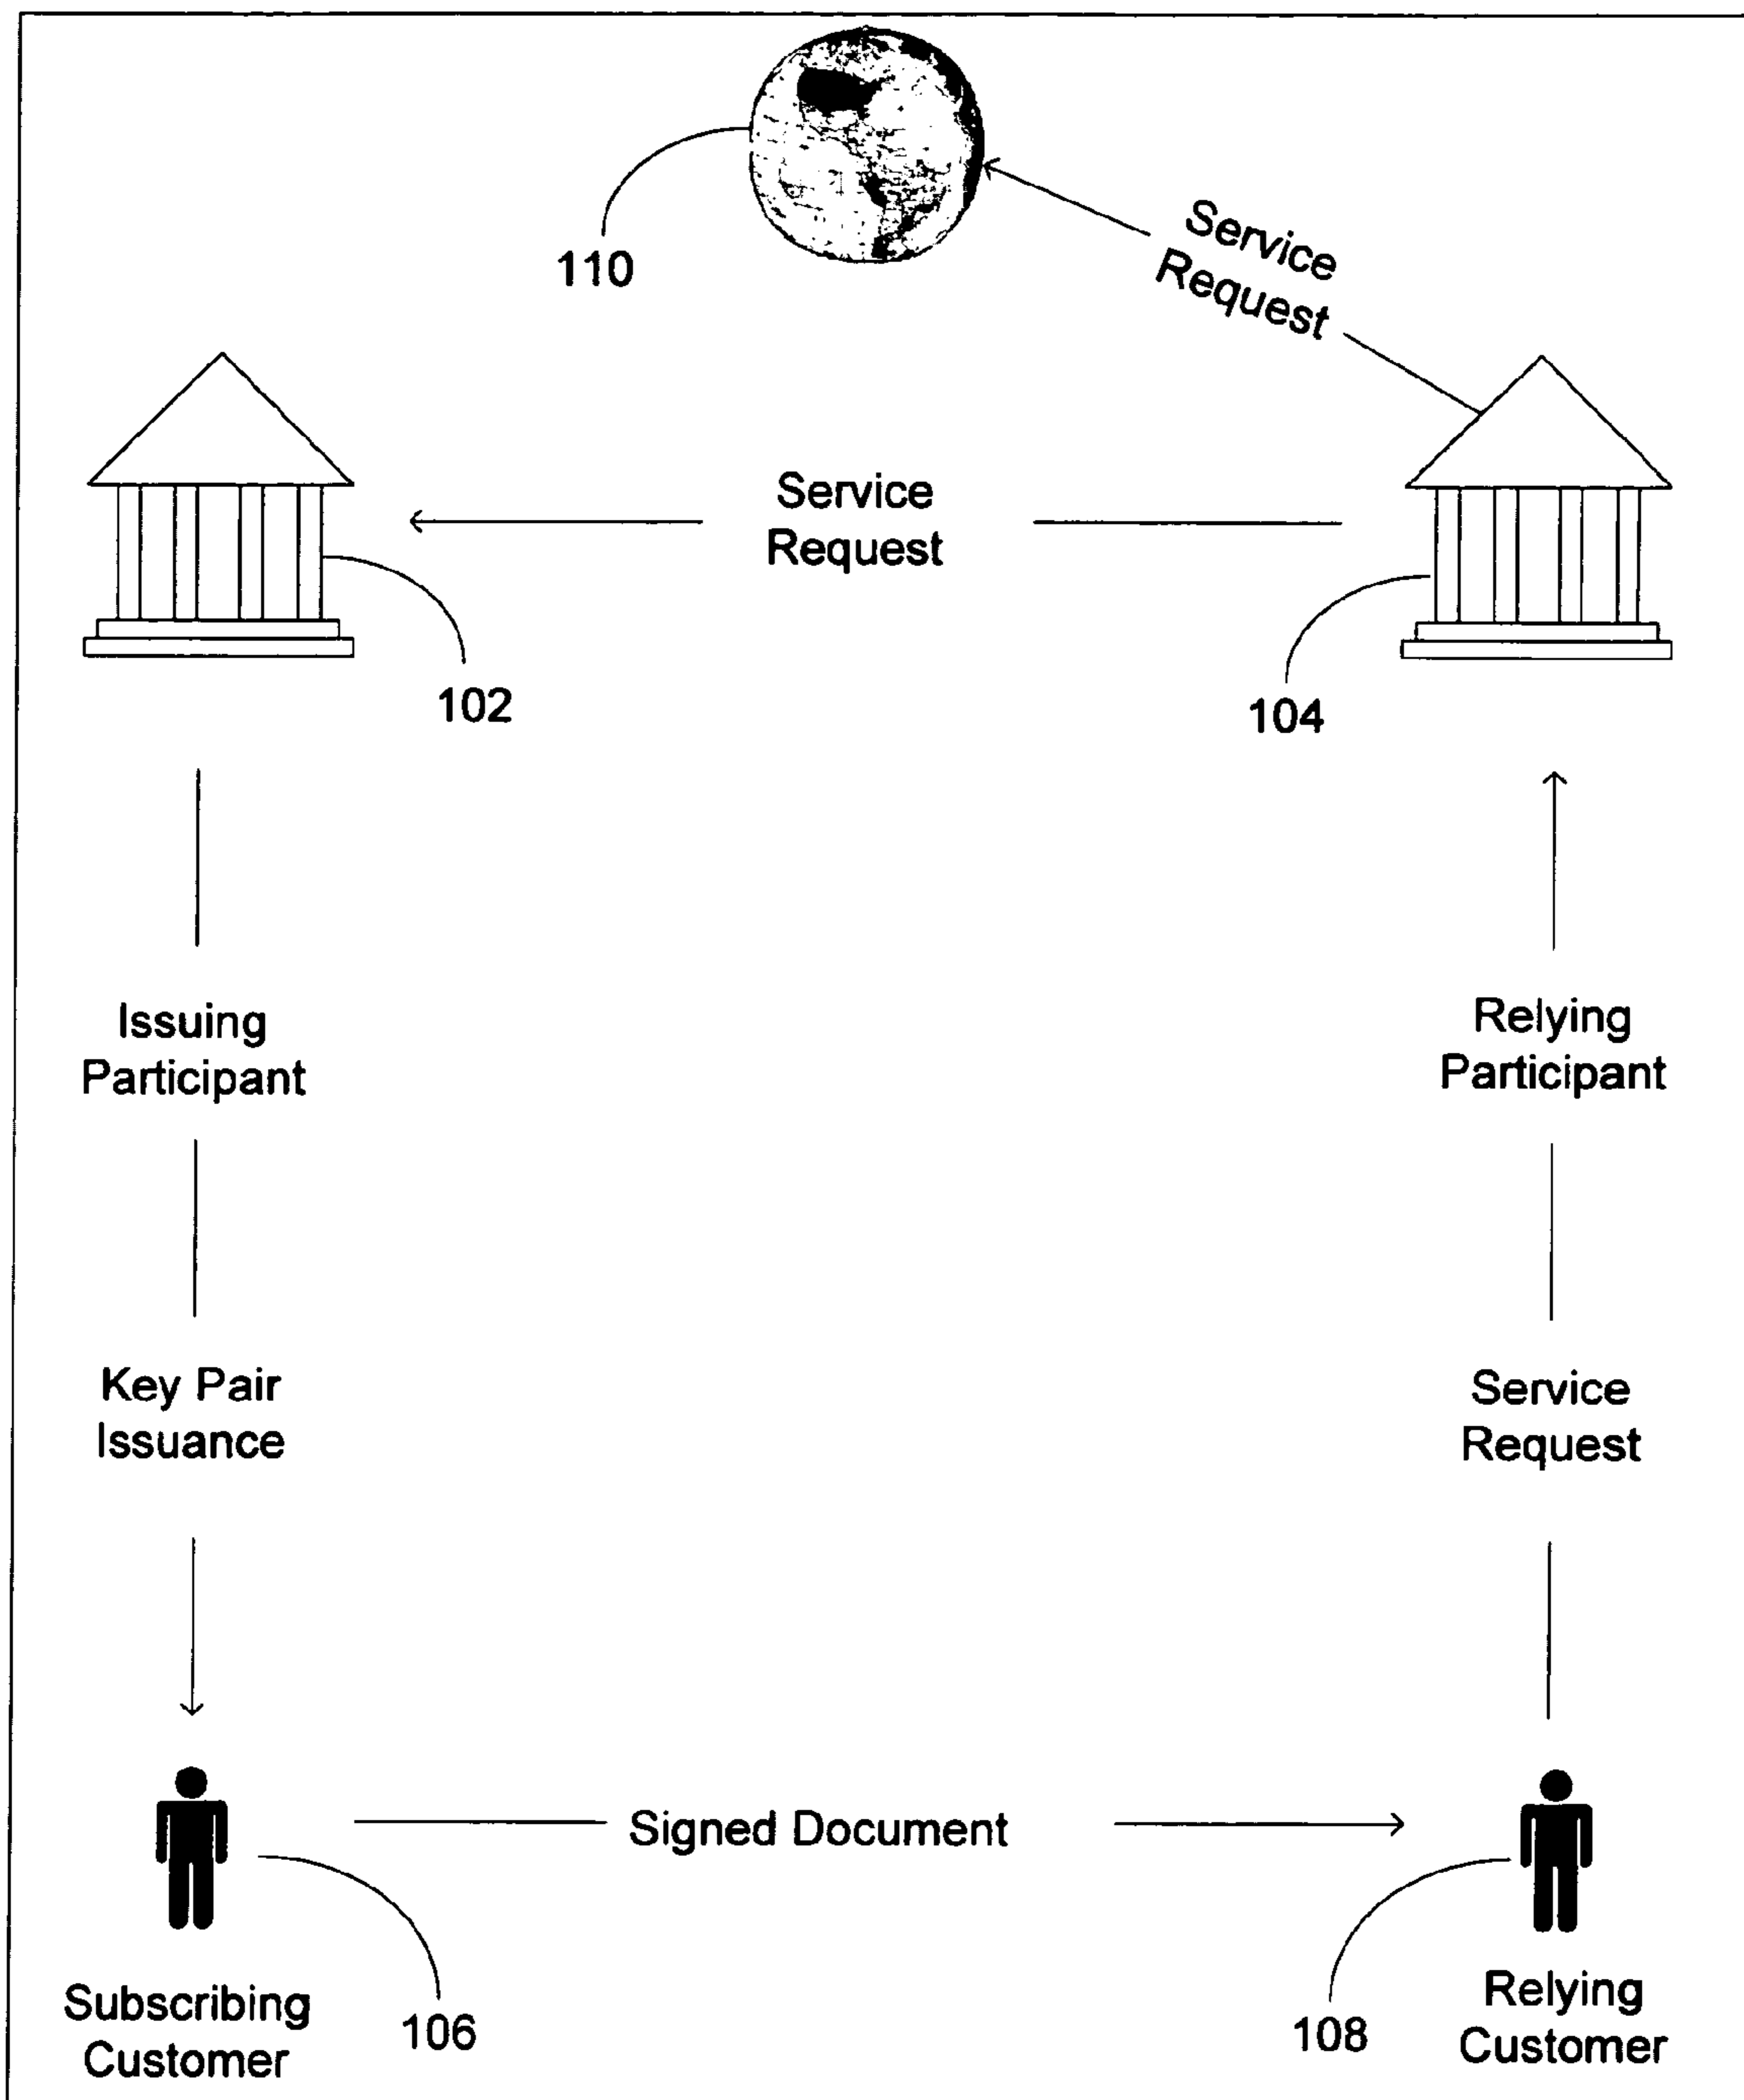 110
Service
Request
Service
Request
102
104
Issuing
Participant
Relying
Participant
Key Pair
Issuance
Service
Request
Signed Document
Subscribing
Customer
106
108
Relying
Customer